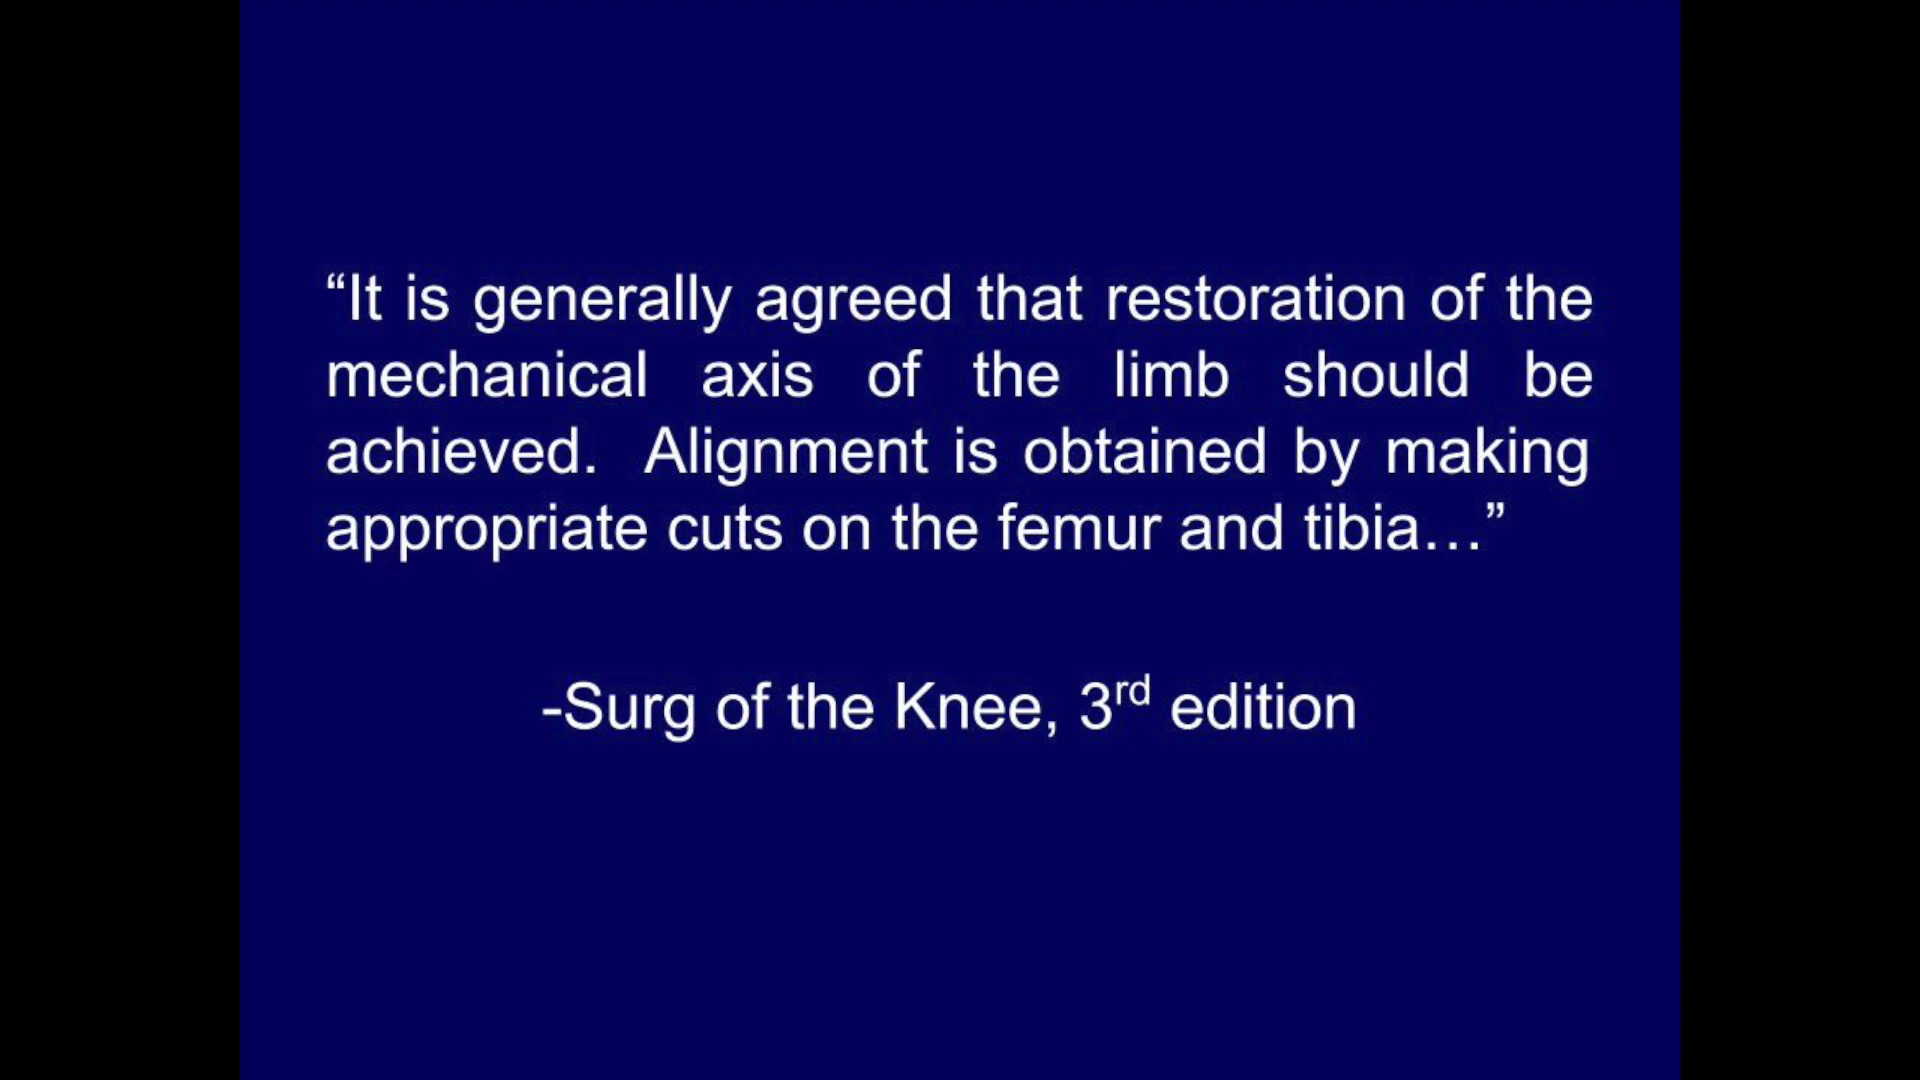 “It is generally agreed that restoration of the
mechanical axis of the limb should be
achieved.  Alignment is obtained by making
appropriate cuts on the femur and tibia…”
-Surg of the Knee, 3rd edition